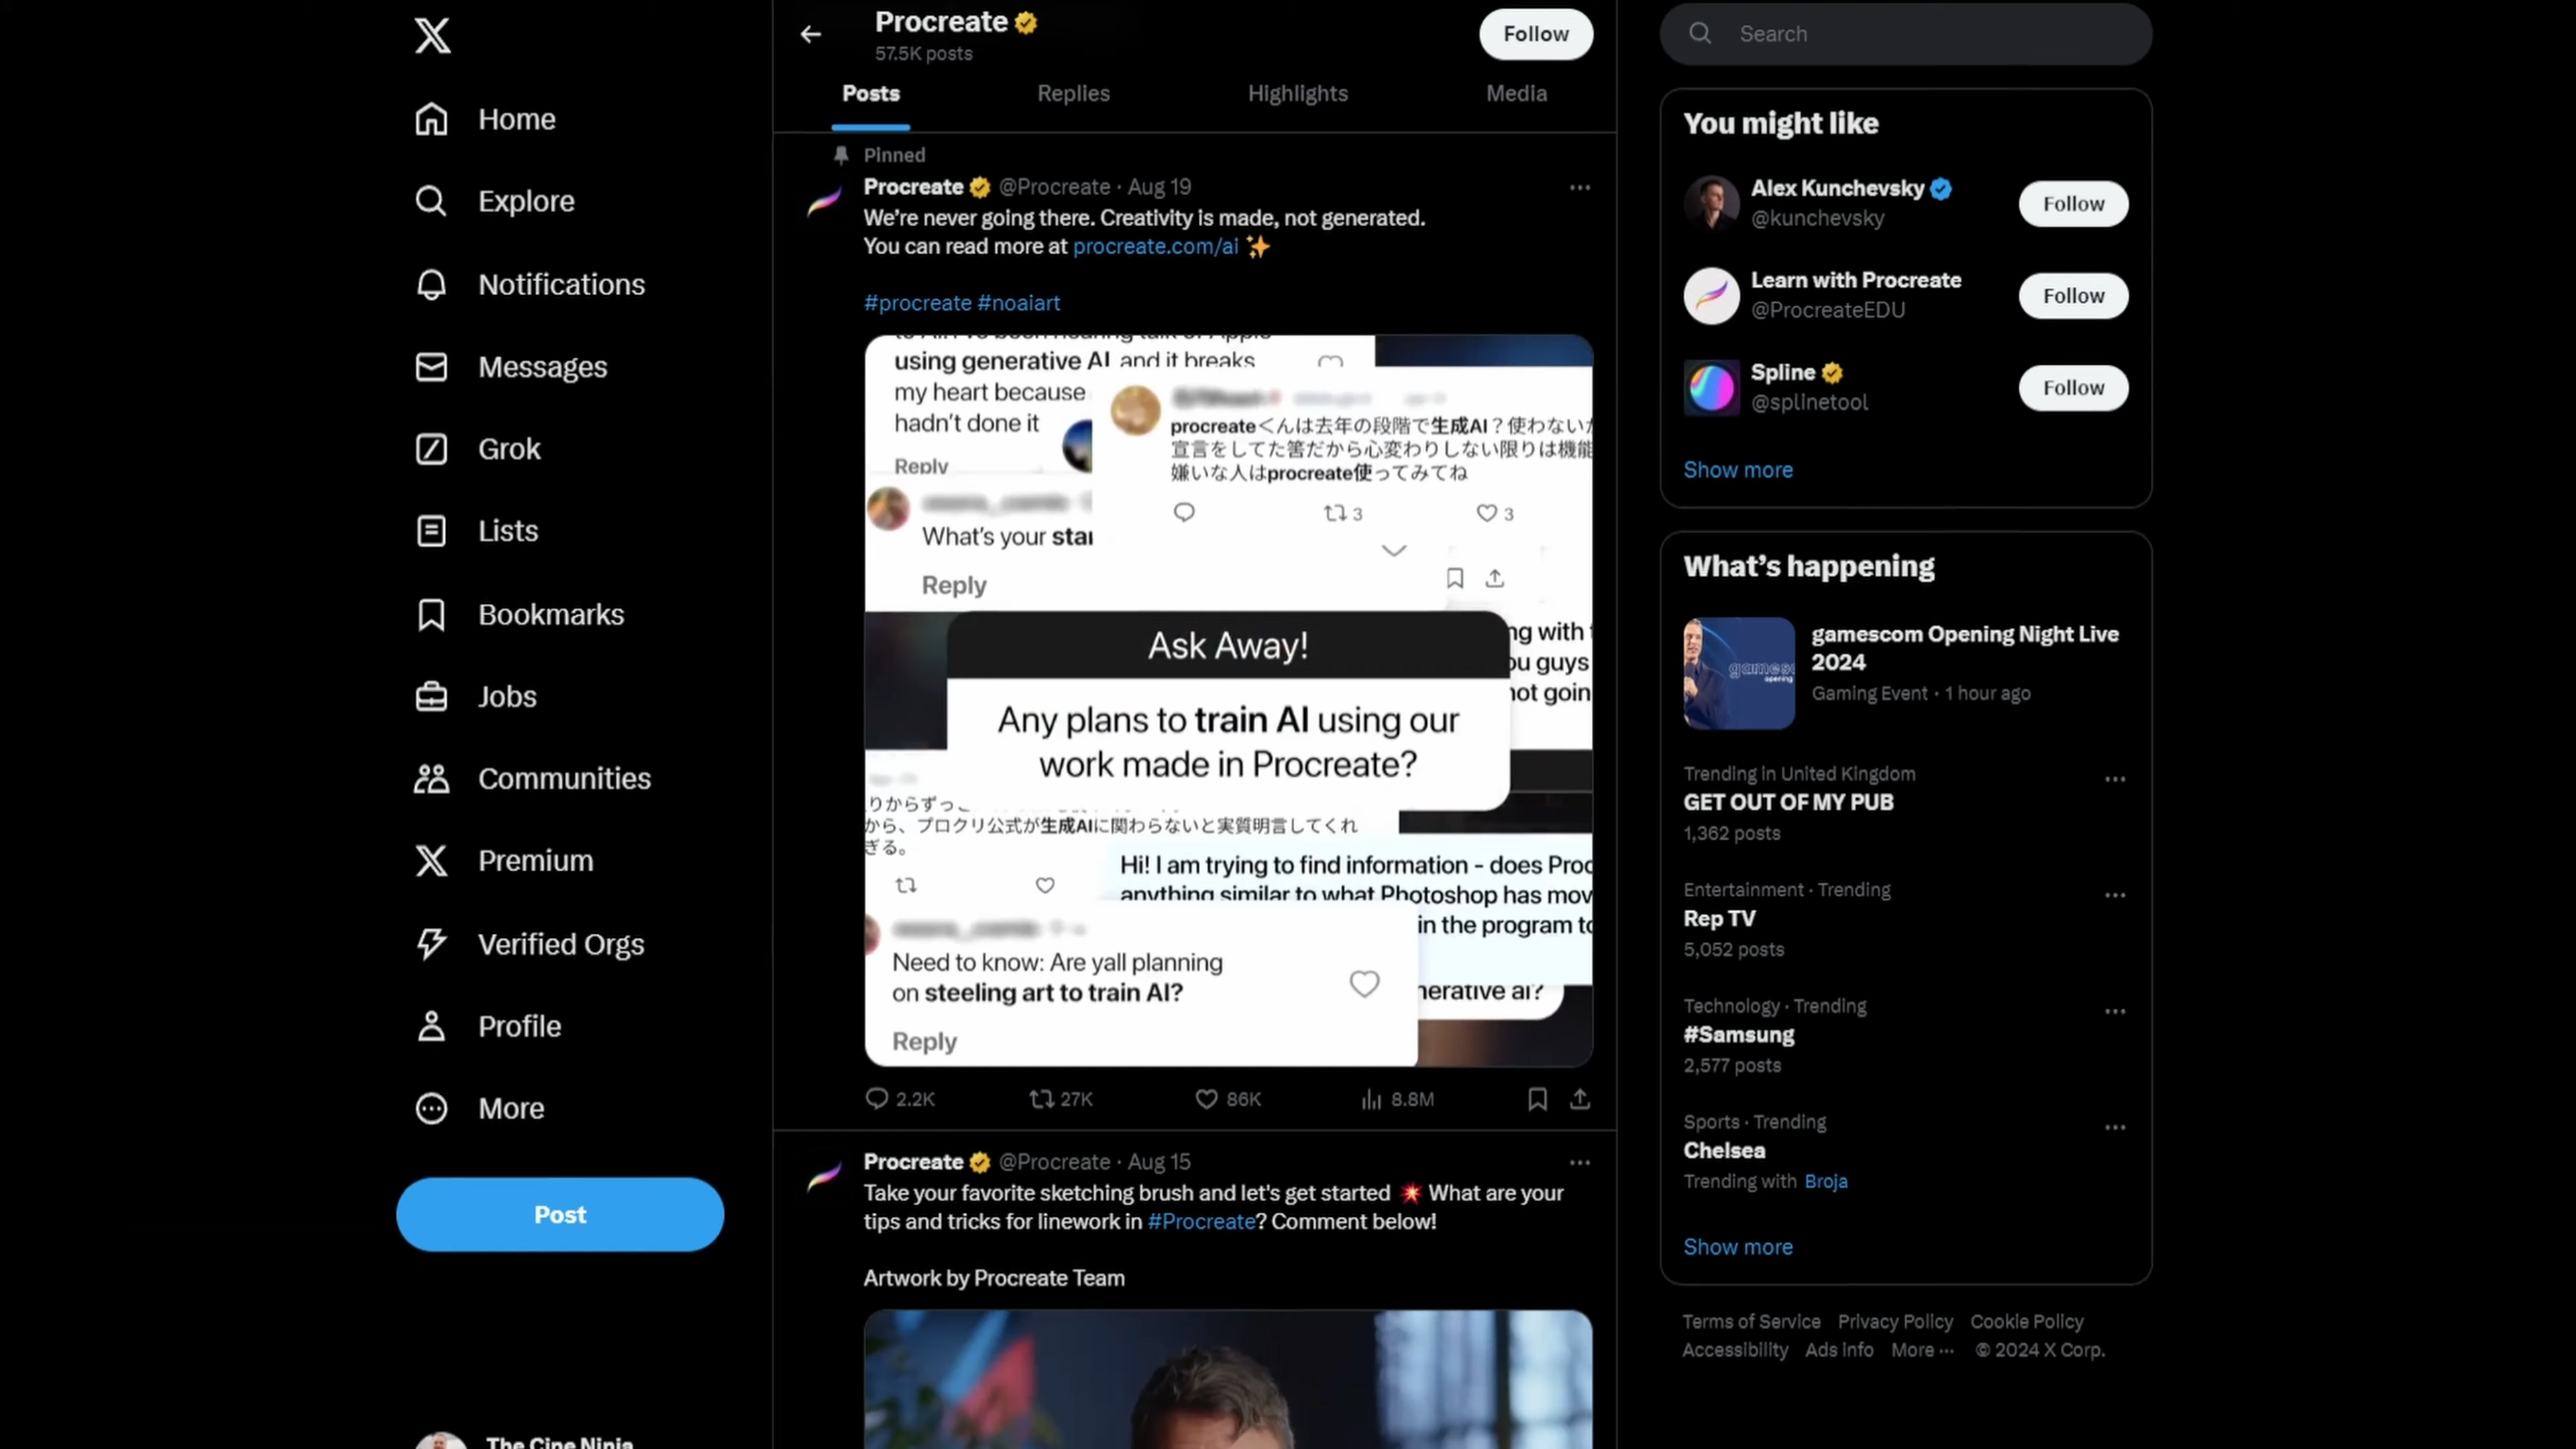 Home
Explore
Notifications
Messages
Grok
Lists
Bookmarks
Jobs
Communities
Premium
Verified Orgs
Profile
More
Post
The Cine Ninja
Procreate
57.5K posts
Follow
Posts Replies Highlights Media
Pinned
Procreate @Procreate · Aug 19
We're never going there. Creativity is made, not generated.
You can read more at procreate.com/ai ✨
#procreate #noaiart
using generative AI and it breaks
my heart because
hadn't done it
Reply
procreateくんは去年の段階で生成AI？使わない
宣言をしてた筈だから心変わりしない限りは機能
嫌いな人はprocreate使ってみてね
3 3
What's your
Reply
ng with
ou guys
not goin
Ask Away!
Any plans to train AI using our
work made in Procreate?
りからずっこ
から、プロクリ公式が生成AIに関わらないと実質明言してくれ
ぎる。
Hi! I am trying to find information - does Proc
anything similar to what Photoshop has mov
in the program to
nerative ai?
Need to know: Are yall planning
on steeling art to train AI?
Reply
2.2K 27K 86K 8.8M
Procreate @Procreate · Aug 15
Take your favorite sketching brush and let's get started 💥 What are your
tips and tricks for linework in #Procreate? Comment below!
Artwork by Procreate Team
Search
You might like
Alex Kunchevsky
@kunchevsky
Follow
Learn with Procreate
@ProcreateEDU
Follow
Spline
@splinetool
Follow
Show more
What's happening
gamescom Opening Night Live
2024
Gaming Event · 1 hour ago
gamesc
opening
Trending in United Kingdom
GET OUT OF MY PUB
1,362 posts
Entertainment · Trending
Rep TV
5,052 posts
Technology · Trending
#Samsung
2,577 posts
Sports · Trending
Chelsea
Trending with Broja
Show more
Terms of Service Privacy Policy Cookie Policy
Accessibility Ads info More ··· © 2024 X Corp.